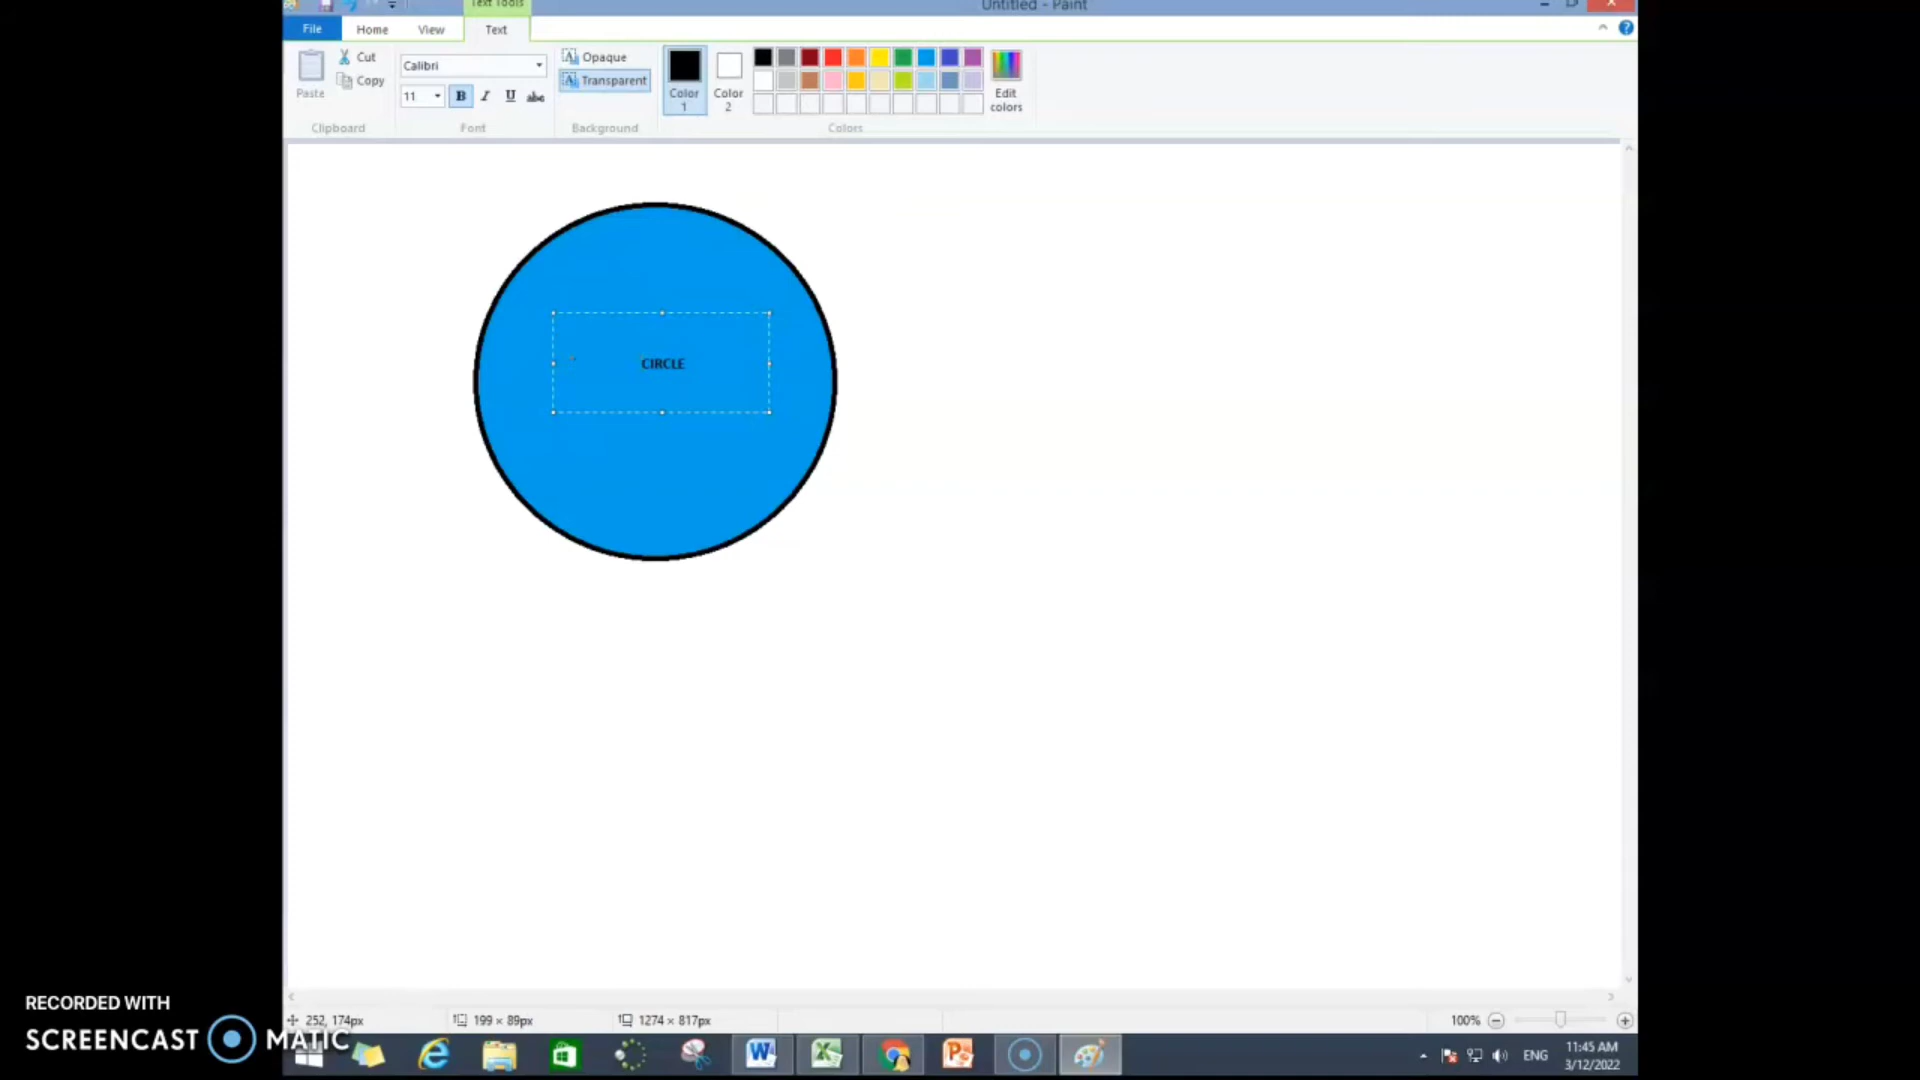 Text Tools
Untitled - Paint
File Home View Text
Paste
Cut
Copy
Clipboard
Calibri
11 B I U abc
Font
Opaque
Transparent
Background
Color 1
Color 2
Edit colors
Colors
CIRCLE
252, 174px 199 × 89px 1274 × 817px 100%
RECORDED WITH
SCREENCAST MATIC
ENG
11:45 AM
3/12/2022